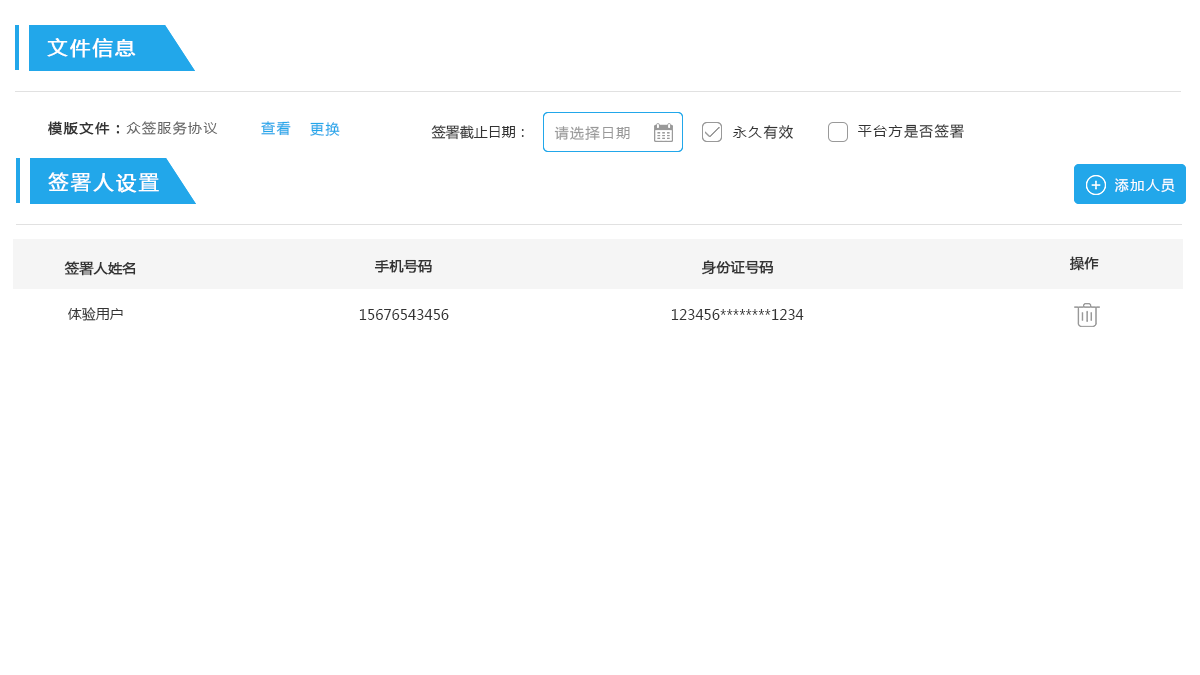 文件信息
模版文件：众签服务协议 查看 更换 签署截止日期： 请选择日期 永久有效 平台方是否签署
签署人设置 添加人员
签署人姓名 手机号码 身份证号码 操作
体验用户 15676543456 123456********1234